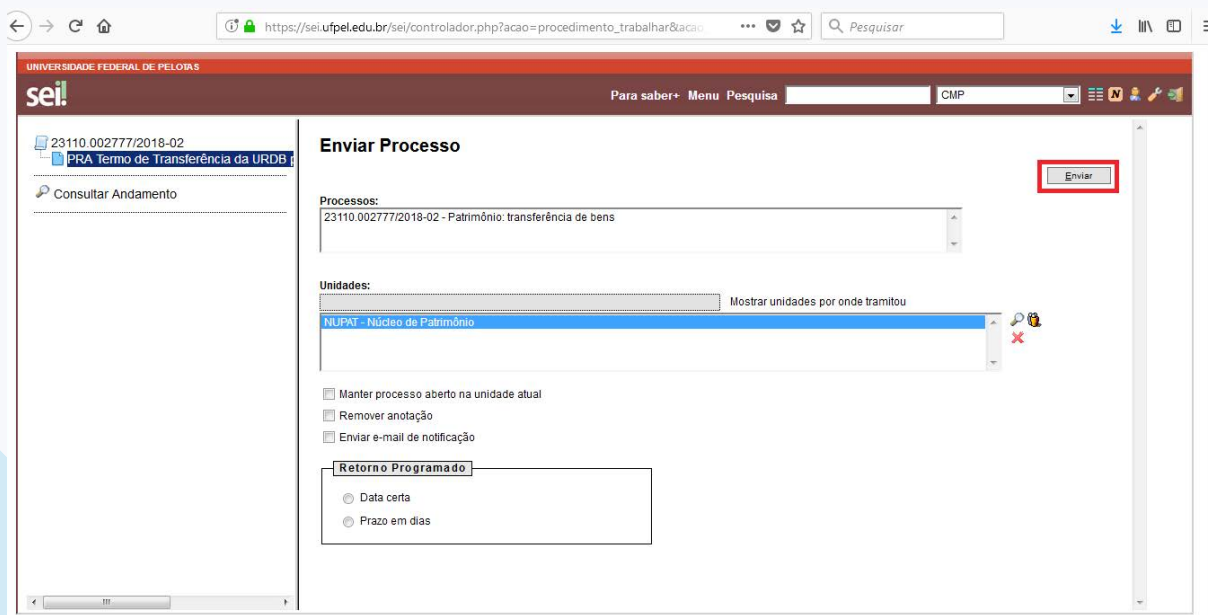 https://sei.ufpel.edu.br/sei/controlador.php?acao=procedimento_trabalhar&acao
Pesquisar
UNIVERSIDADE FEDERAL DE PELOTAS
sei!
Para saber+ Menu Pesquisa
CMP
N
23110.002777/2018-02
PRA Termo de Transferência da URDB
Consultar Andamento
Enviar Processo
Enviar
Processos:
23110.002777/2018-02 - Patrimônio: transferência de bens
Unidades:
Mostrar unidades por onde tramitou
NUPAT - Núcleo de Patrimônio
Manter processo aberto na unidade atual
Remover anotação
Enviar e-mail de notificação
Retorno Programado
Data certa
Prazo em dias